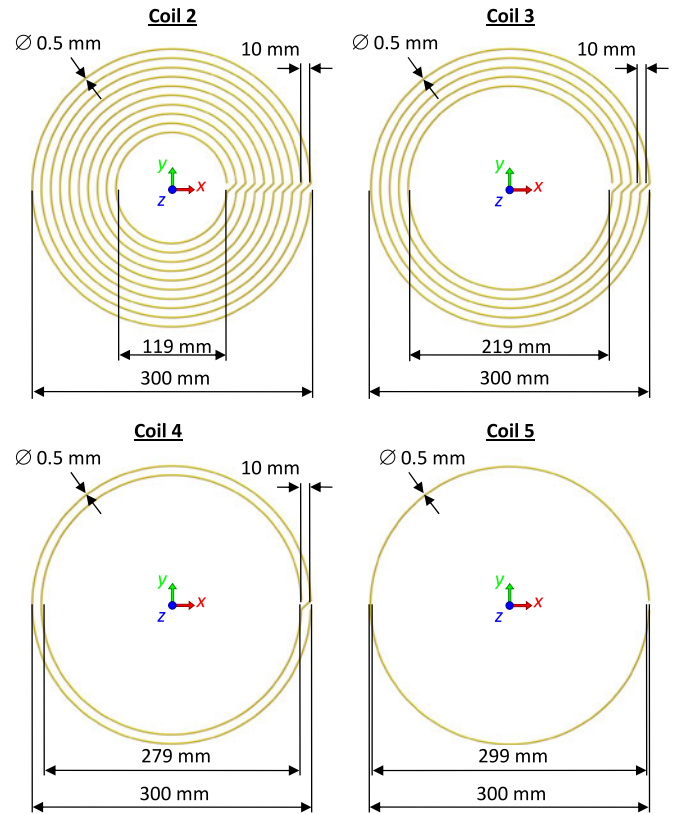 Coil 2
Coil 3
∅ 0.5 mm
10 mm
∅ 0.5 mm
10 mm
y
x
z
y
x
z
119 mm
219 mm
300 mm
300 mm
Coil 4
Coil 5
∅ 0.5 mm
10 mm
∅ 0.5 mm
y
x
z
y
x
z
279 mm
299 mm
300 mm
300 mm